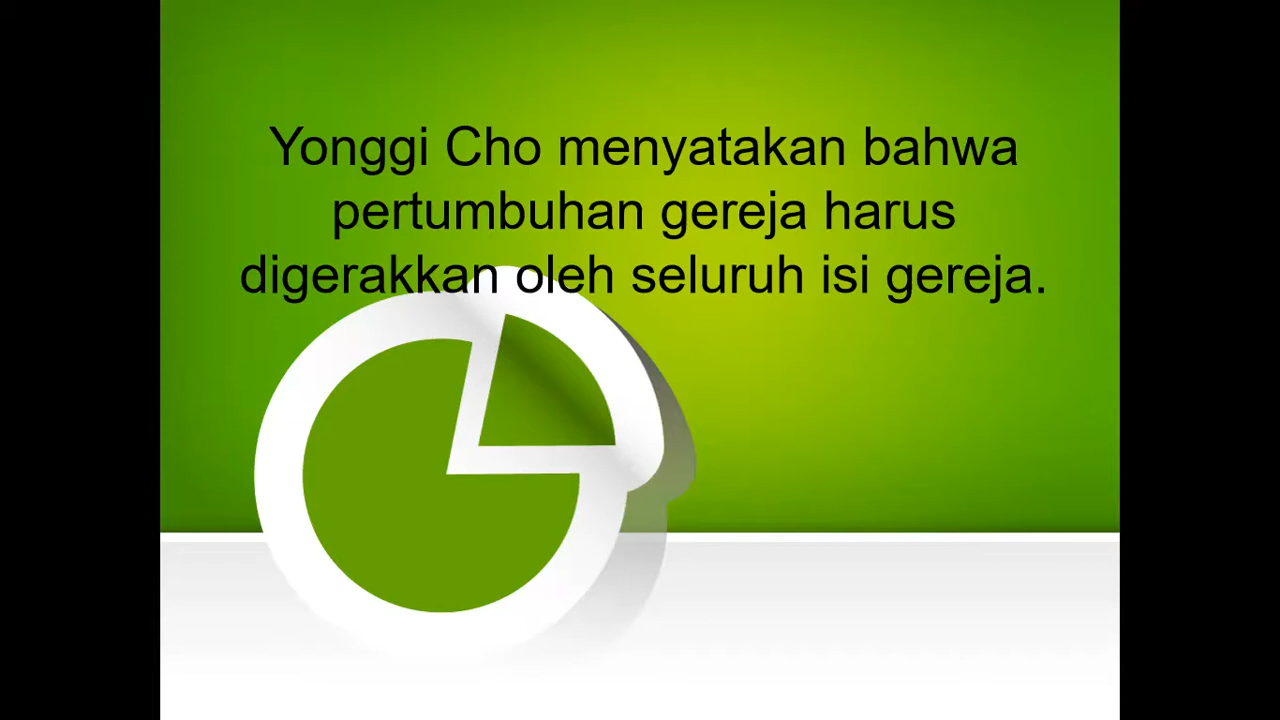 Yonggi Cho menyatakan bahwa
pertumbuhan gereja harus
digerakkan oleh seluruh isi gereja.